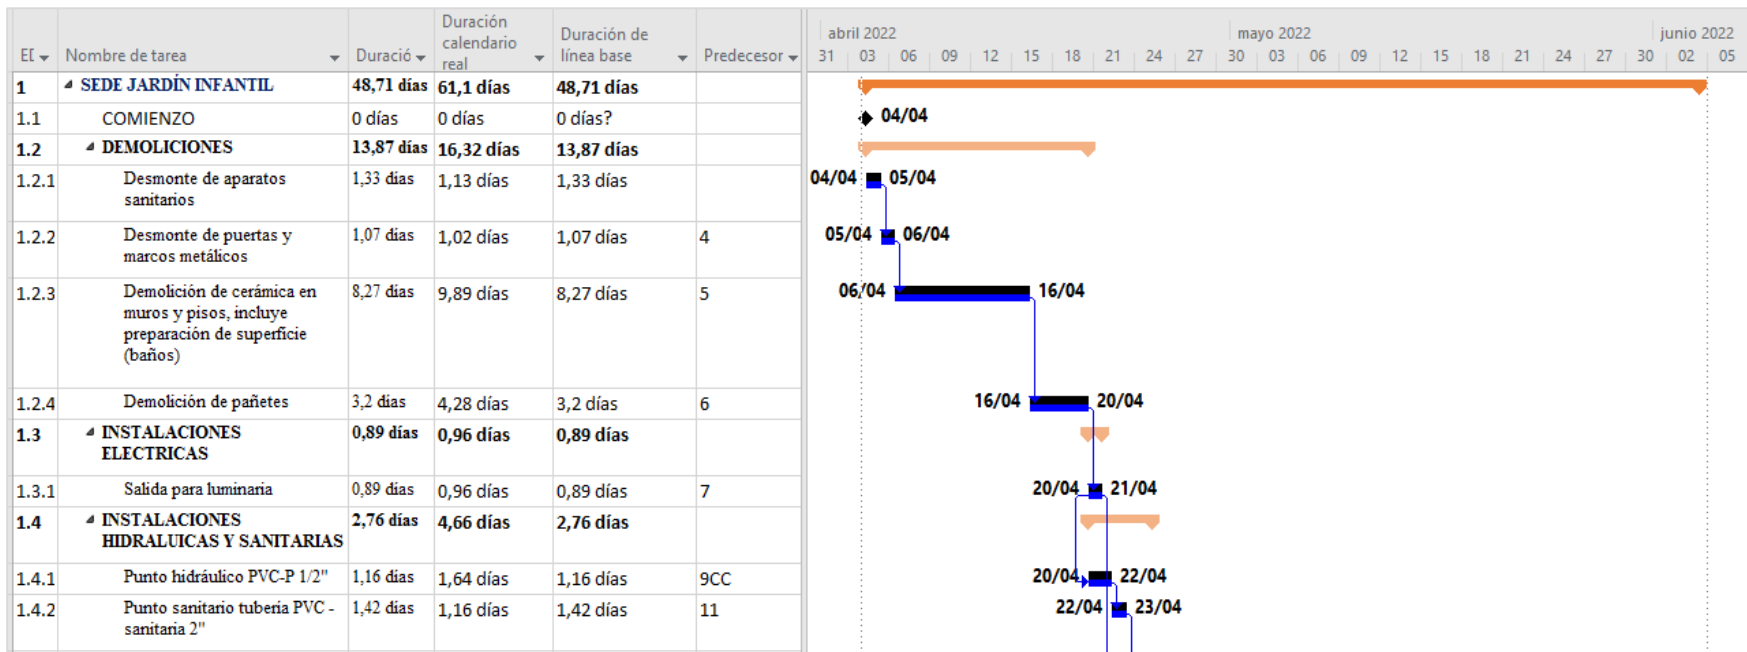 EI Nombre de tarea Duració Duración calendario real Duración de línea base Predecesor
abril 2022 mayo 2022 junio 2022
31 03 06 09 12 15 18 21 24 27 30 03 06 09 12 15 18 21 24 27 30 02 05
1 SEDE JARDÍN INFANTIL 48,71 días 61,1 días 48,71 días
1.1 COMIENZO 0 días 0 días 0 días? 04/04
1.2 DEMOLICIONES 13,87 días 16,32 días 13,87 días
1.2.1 Desmonte de aparatos 1,33 días 1,13 días 1,33 días 04/04 05/04
sanitarios
1.2.2 Desmonte de puertas y 1,07 días 1,02 días 1,07 días 4 05/04 06/04
marcos metálicos
1.2.3 Demolición de cerámica en 8,27 días 9,89 días 8,27 días 5 06/04 16/04
muros y pisos, incluye
preparación de superficie
(baños)
1.2.4 Demolición de pañetes 3,2 días 4,28 días 3,2 días 6 16/04 20/04
1.3 INSTALACIONES 0,89 días 0,96 días 0,89 días
ELECTRICAS
1.3.1 Salida para luminaria 0,89 días 0,96 días 0,89 días 7 20/04 21/04
1.4 INSTALACIONES 2,76 días 4,66 días 2,76 días
HIDRALUICAS Y SANITARIAS
1.4.1 Punto hidráulico PVC-P 1/2" 1,16 días 1,64 días 1,16 días 9CC 20/04 22/04
1.4.2 Punto sanitario tubería PVC - 1,42 días 1,16 días 1,42 días 11 22/04 23/04
sanitaria 2"